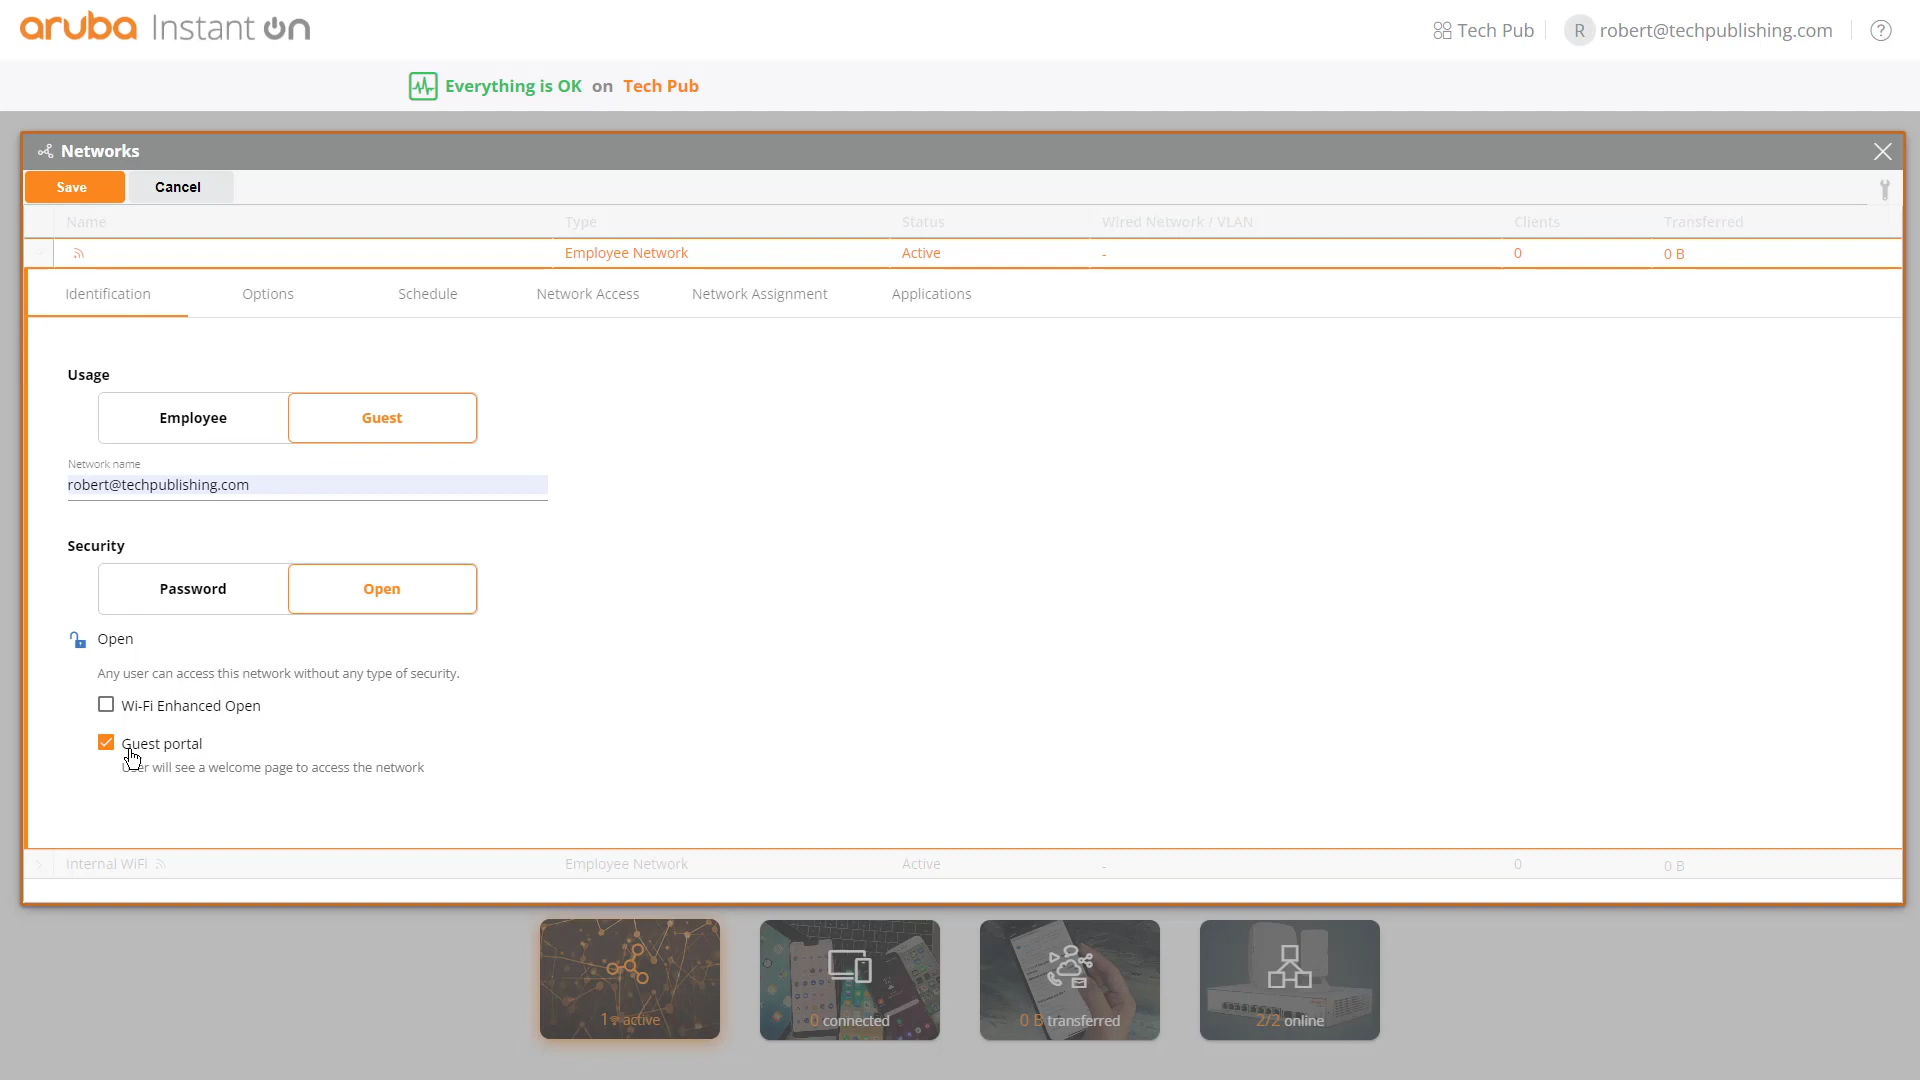 aruba Instant On
Tech Pub
R robert@techpublishing.com
?
Everything is OK on Tech Pub
Networks
Save
Cancel
Name Type Status Wired Network / VLAN Clients Transferred
Employee Network Active - 0 0 B
Identification Options Schedule Network Access Network Assignment Applications
Usage
Employee Guest
Network name
robert@techpublishing.com
Security
Password Open
Open
Any user can access this network without any type of security.
Wi-Fi Enhanced Open
Guest portal
User will see a welcome page to access the network
Internal WiFI Employee Network Active - 0 0 B
1 active
0 connected
0 B transferred
2/2 online